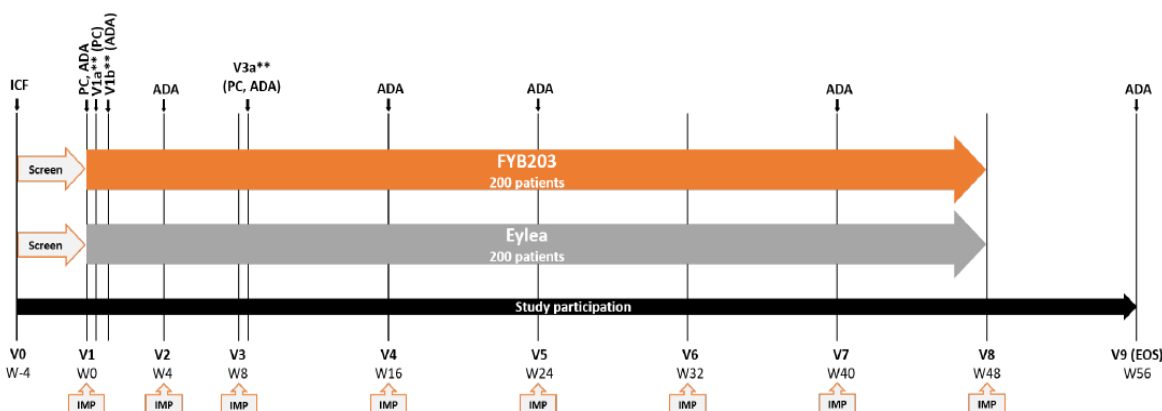 ICF
PC, ADA
V1a** (PC)
V1b** (ADA)
ADA
V3a**
(PC, ADA)
ADA
ADA
ADA
ADA
Screen
FYB203
200 patients
Screen
Eylea
200 patients
Study participation
V0
W-4
V1
W0
V2
W4
V3
W8
V4
W16
V5
W24
V6
W32
V7
W40
V8
W48
V9 (EOS)
W56
IMP
IMP
IMP
IMP
IMP
IMP
IMP
IMP